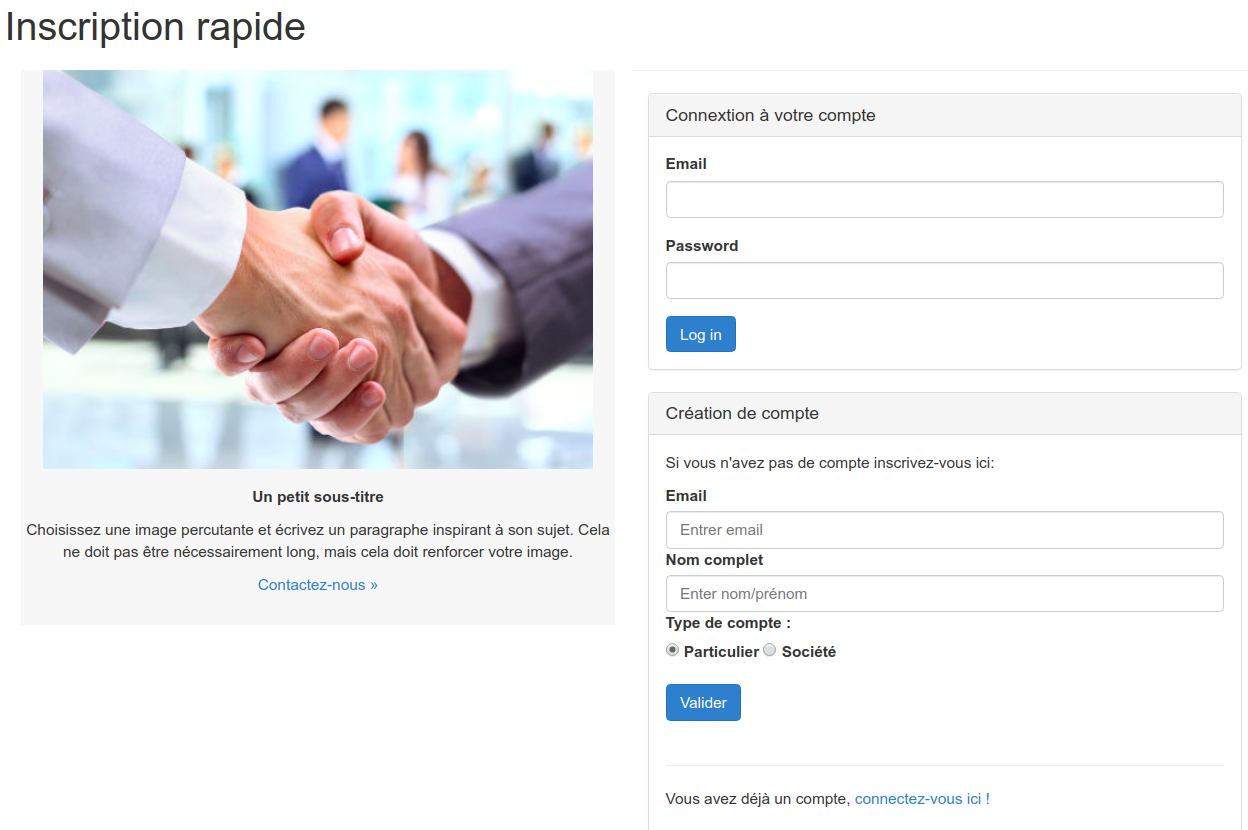 Inscription rapide
Un petit sous-titre
Choisissez une image percutante et écrivez un paragraphe inspirant à son sujet. Cela
ne doit pas être nécessairement long, mais cela doit renforcer votre image.
Contactez-nous »
Connextion à votre compte
Email
Password
Log in
Création de compte
Si vous n'avez pas de compte inscrivez-vous ici:
Email
Entrer email
Nom complet
Enter nom/prénom
Type de compte :
Particulier Société
Valider
Vous avez déjà un compte, connectez-vous ici !